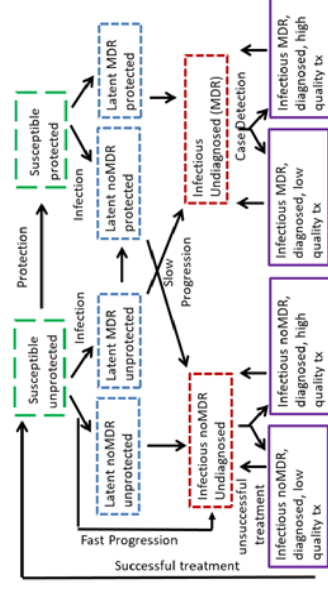 Protection
Susceptible
unprotected
Susceptible
protected
Infection
Infection
Latent noMDR
unprotected
Latent MDR
unprotected
Latent noMDR
protected
Latent MDR
protected
Slow
Progression
Infectious noMDR
Undiagnosed
Infectious
Undiagnosed (MDR)
Fast Progression
unsuccessful
treatment
Case Detection
Infectious noMDR,
diagnosed, low
quality tx
Infectious noMDR,
diagnosed, high
quality tx
Infectious MDR,
diagnosed, low
quality tx
Infectious MDR,
diagnosed, high
quality tx
Successful treatment